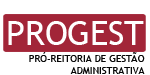 PROGEST
PRÓ-REITORIA DE GESTÃO
ADMINISTRATIVA